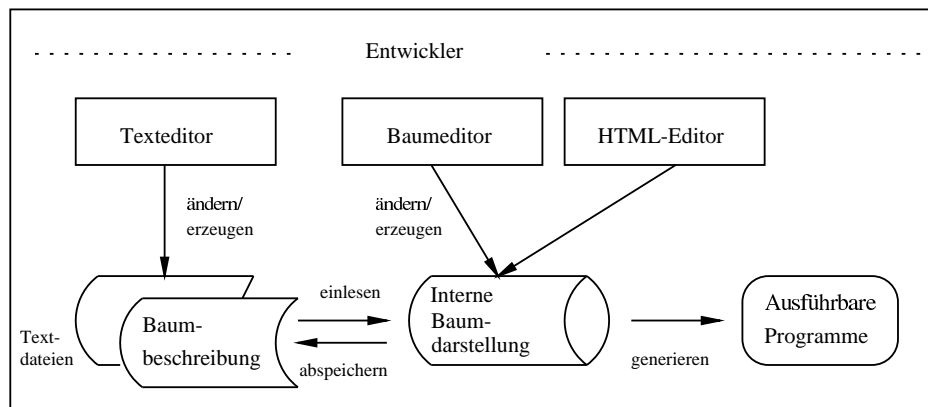 Entwickler
Texteditor
Baumeditor
HTML-Editor
ändern/
erzeugen
ändern/
erzeugen
Text-
dateien
Baum-
beschreibung
einlesen
abspeichern
Interne
Baum-
darstellung
generieren
Ausführbare
Programme